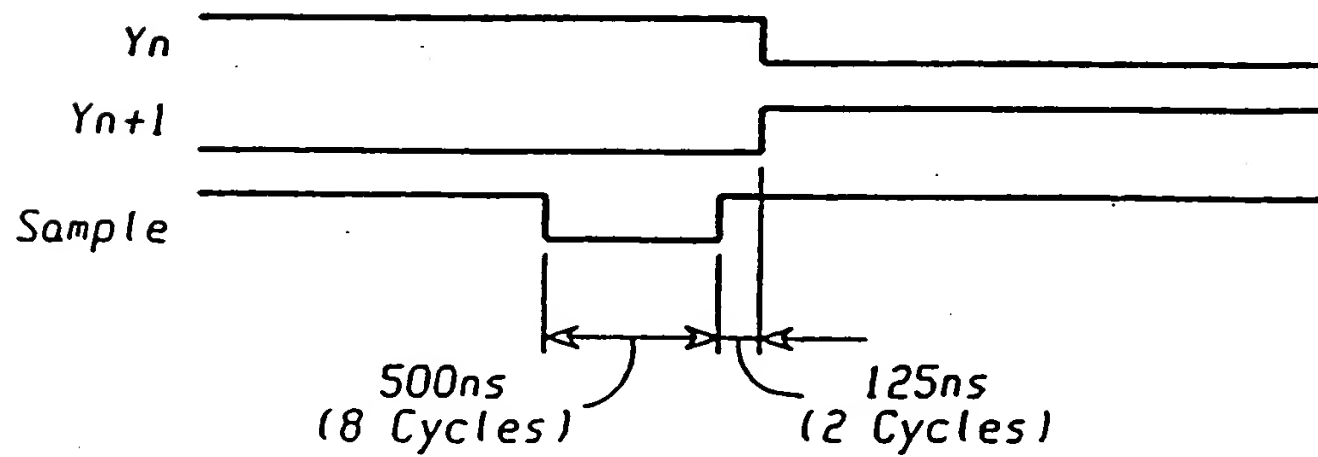 Yn
Yn+1
Sample
500ns
(8 Cycles)
125ns
(2 Cycles)